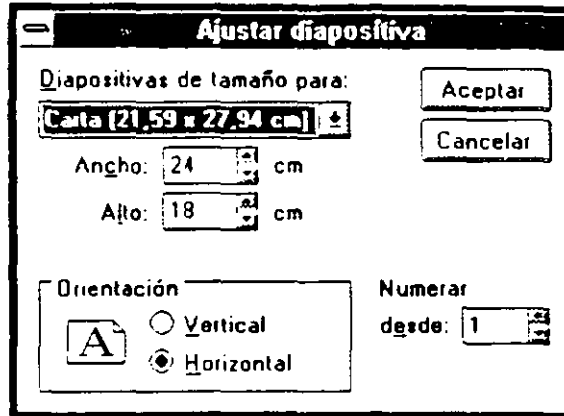 Ajustar diapositiva
Diapositivas de tamaño para:
Carta (21,59 x 27,94 cm)
Ancho: 24 cm
Alto: 18 cm
Aceptar
Cancelar
Orientación
A
Vertical
Horizontal
Numerar
desde: 1